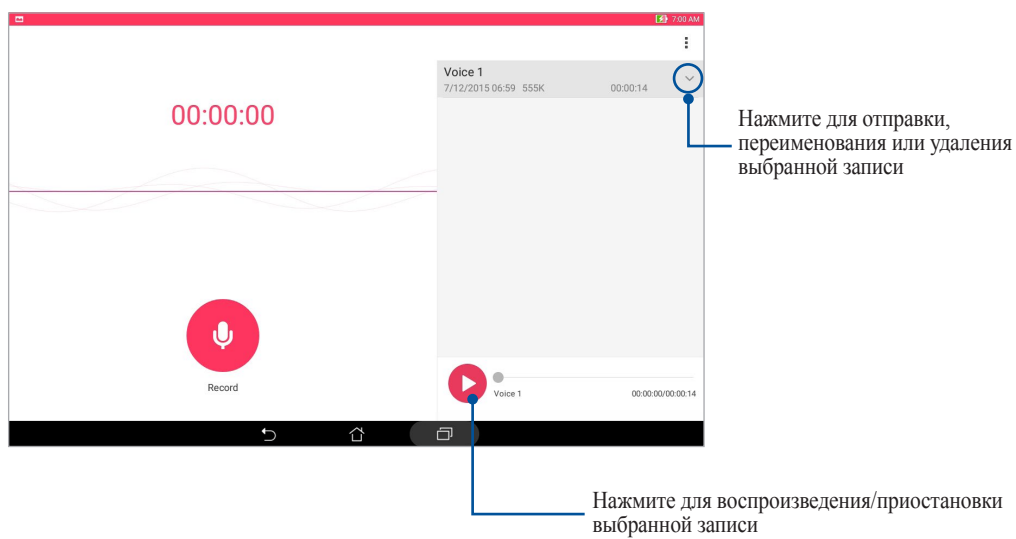 7:00 AM
Voice 1
7/12/2015 06:59 555K 00:00:14
00:00:00
Нажмите для отправки,
переименования или удаления
выбранной записи
Record
Voice 1 00:00:00/00:00:14
Нажмите для воспроизведения/приостановки
выбранной записи